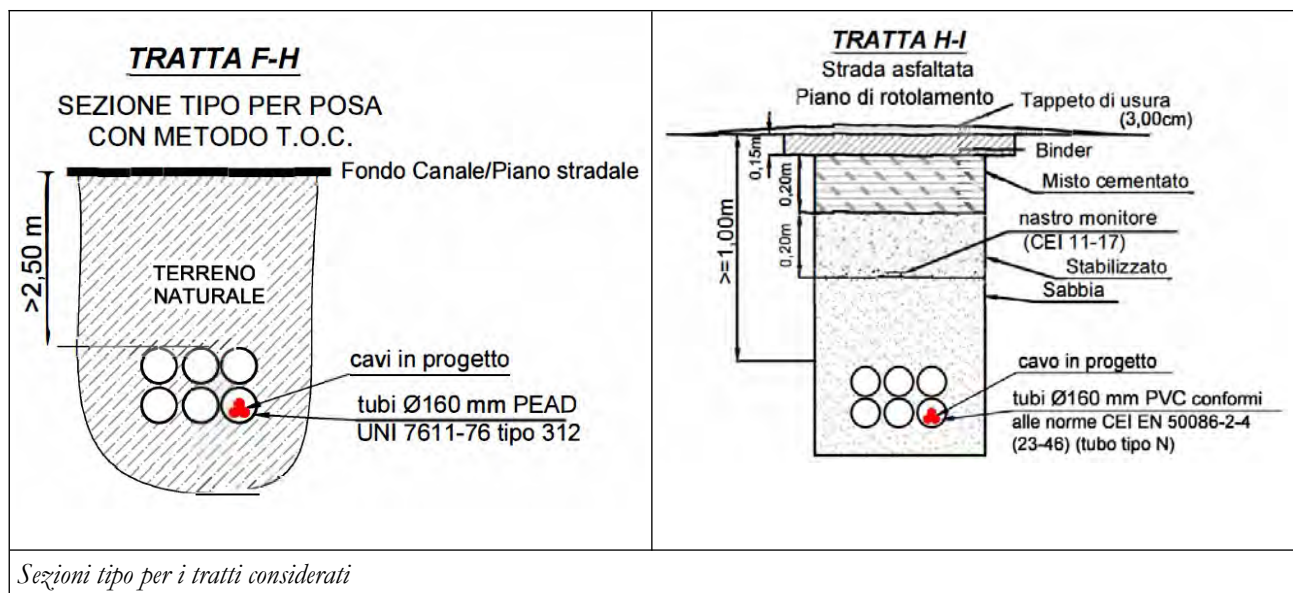 TRATTA F-H
SEZIONE TIPO PER POSA
CON METODO T.O.C.
Fondo Canale/Piano stradale
>2,50 m
TERRENO
NATURALE
cavi in progetto
tubi Ø160 mm PEAD
UNI 7611-76 tipo 312
TRATTA H-I
Strada asfaltata
Piano di rotolamento
Tappeto di usura
(3,00cm)
0,15m
Binder
0,20m
Misto cementato
>=1,00m
nastro monitore
(CEI 11-17)
0,20m
Stabilizzato
Sabbia
cavo in progetto
tubi Ø160 mm PVC conformi
alle norme CEI EN 50086-2-4
(23-46) (tubo tipo N)
Sezioni tipo per i tratti considerati